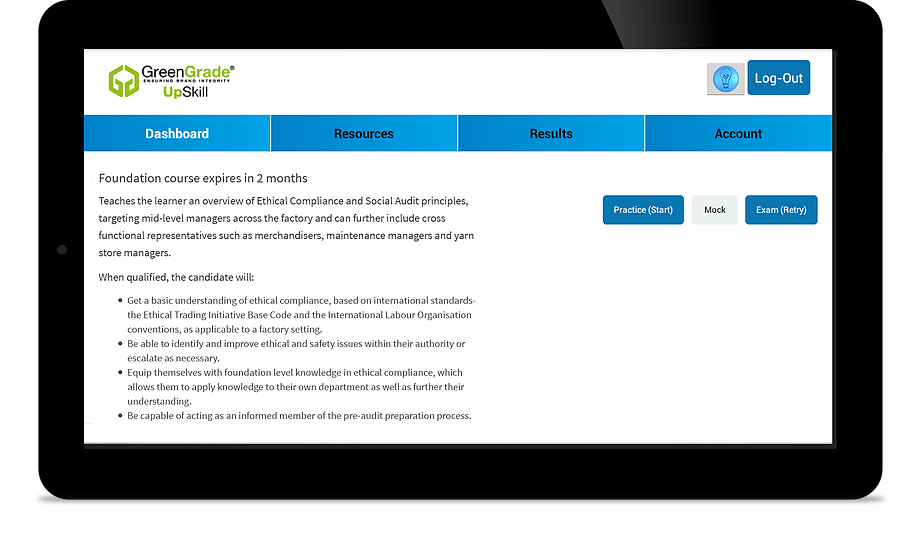 GreenGrade®
ENSURING BRAND INTEGRITY
UpSkill
Log-Out
Dashboard
Resources
Results
Account
Foundation course expires in 2 months
Teaches the learner an overview of Ethical Compliance and Social Audit principles,
targeting mid-level managers across the factory and can further include cross
functional representatives such as merchandisers, maintenance managers and yarn
store managers.
Practice (Start)
Mock
Exam (Retry)
When qualified, the candidate will:
• Get a basic understanding of ethical compliance, based on international standards-
the Ethical Trading Initiative Base Code and the International Labour Organisation
conventions, as applicable to a factory setting.
• Be able to identify and improve ethical and safety issues within their authority or
escalate as necessary.
• Equip themselves with foundation level knowledge in ethical compliance, which
allows them to apply knowledge to their own department as well as further their
understanding.
• Be capable of acting as an informed member of the pre-audit preparation process.